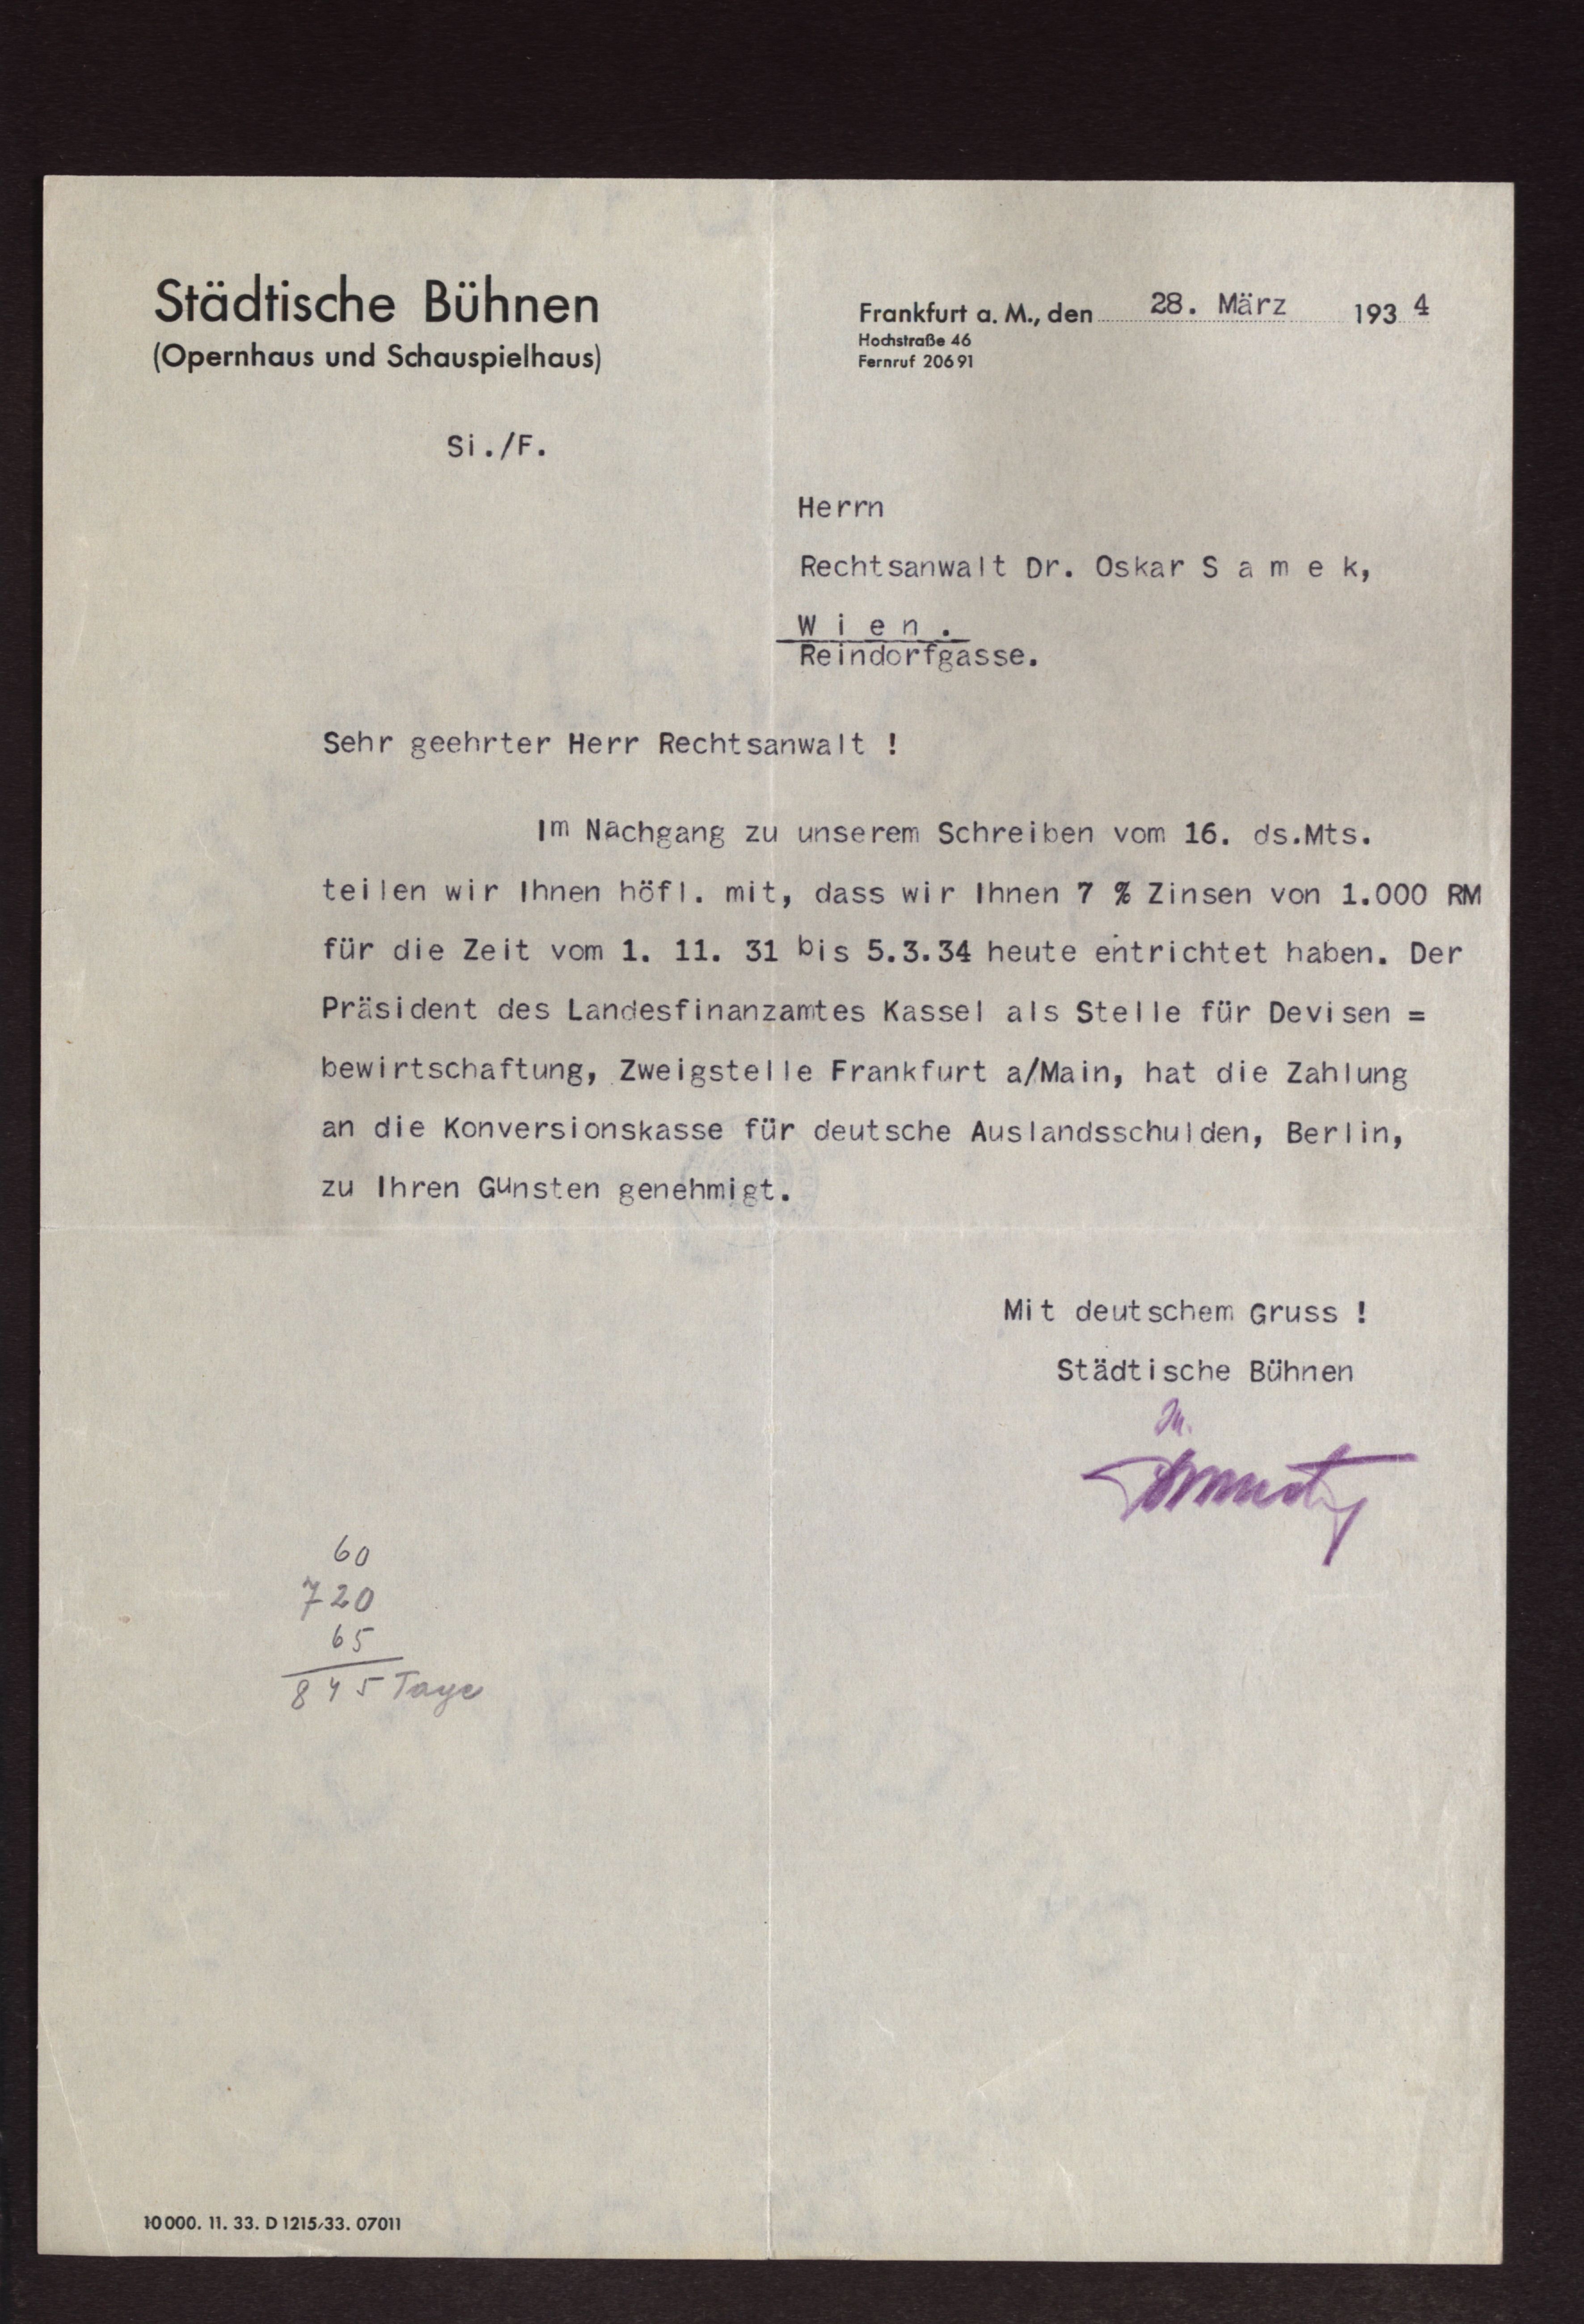 Städtische Bühnen
(Opernhaus und Schauspielhaus)
Frankfurt a. M., den 28. März 1934
Hochstraße 46
Fernruf 20691
Si./F.
Herrn
Rechtsanwalt Dr. Oskar S a m e k,
W i e n .
Reindorfgasse.
Sehr geehrter Herr Rechtsanwalt !
Im Nachgang zu unserem Schreiben vom 16. ds.Mts.
teilen wir Ihnen höfl. mit, dass wir Ihnen 7 % Zinsen von 1.000 RM
für die Zeit vom 1. 11. 31 bis 5.3.34 heute entrichtet haben. Der
Präsident des Landesfinanzamtes Kassel als Stelle für Devisen =
bewirtschaftung, Zweigstelle Frankfurt a/Main, hat die Zahlung
an die Konversionskasse für deutsche Auslandsschulden, Berlin,
zu Ihren Gunsten genehmigt.
Mit deutschem Gruss !
Städtische Bühnen
60
720
65
845 Tage
10000. 11. 33. D 1215/33. 07011